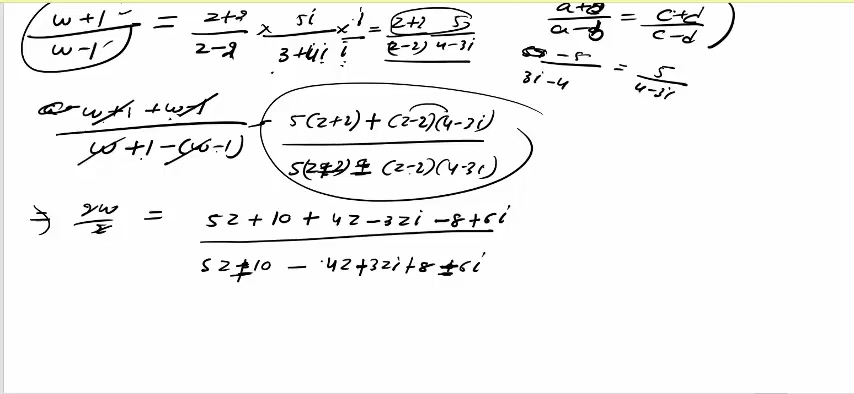 (w+1)/(w-1) = (z+2)/(z-2) × 5i/(3+4i) × i/i = (z+2) 5/((z-2) 4-3i)
(a+b)/(a-b) = (c+d)/(c-d) )
-5/(3i-4) = 5/(4-3i)
(w+1+w-1)/(w+1-(w-1)) = (5(z+2)+(z-2)(4-3i))/(5(z+2)-(z-2)(4-3i))
⇒ 2w/2 = (5z+10+4z-3zi-8+6i)/(5z+10-4z+3zi+8-6i)